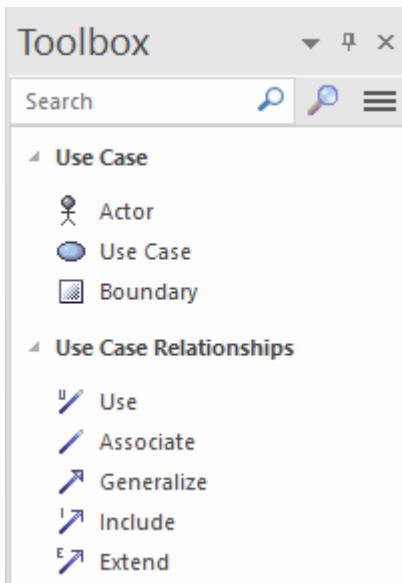 Toolbox
Search
Use Case
Actor
Use Case
Boundary
Use Case Relationships
U Use
Associate
Generalize
I Include
E Extend